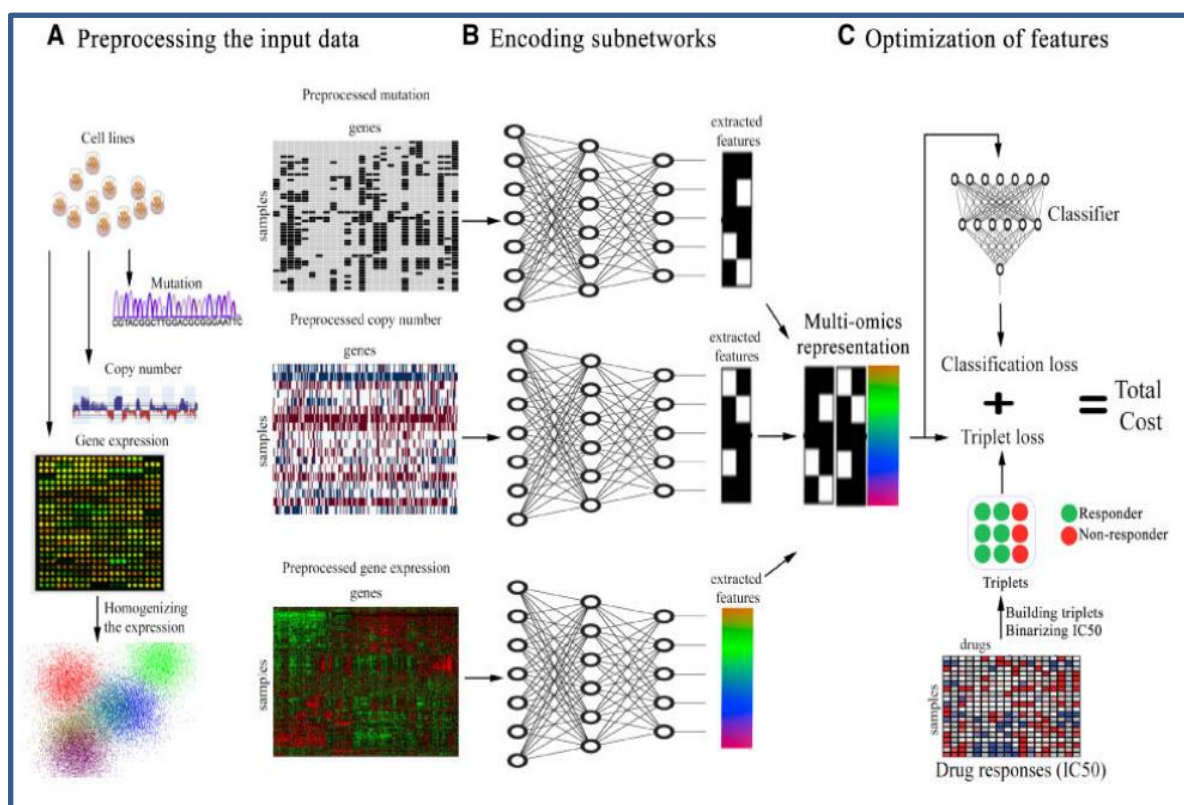 A Preprocessing the input data
Cell lines
Mutation
CGTACGGCTTGGACGCGGGAATTC
Copy number
Gene expression
Homogenizing
the expression
Preprocessed mutation
genes
samples
Preprocessed copy number
genes
samples
Preprocessed gene expression
genes
samples
B Encoding subnetworks
extracted
features
extracted
features
extracted
features
Multi-omics
representation
C Optimization of features
Classifier
Classification loss
+
Triplet loss
= Total
Cost
Responder
Non-responder
Triplets
Building triplets
Binarizing IC50
drugs
samples
Drug responses (IC50)